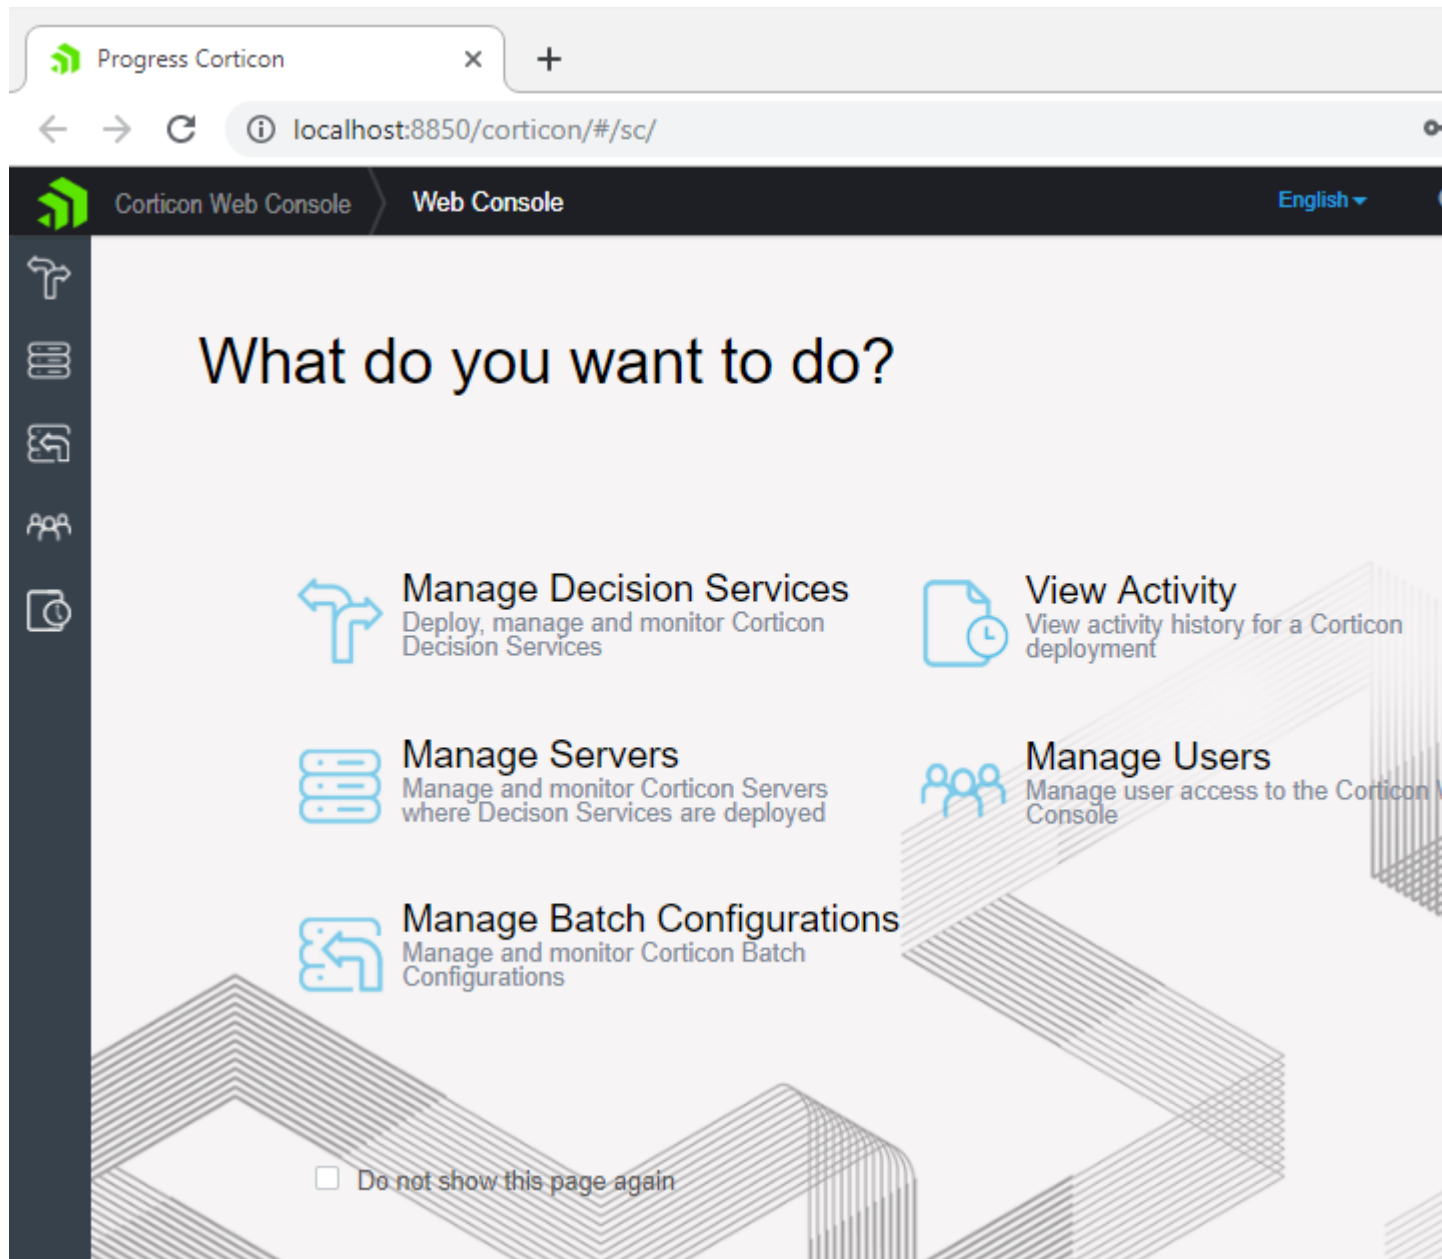 Progress Corticon
localhost:8850/corticon/#/sc/
Corticon Web Console
Web Console
English
What do you want to do?
Manage Decision Services
Deploy, manage and monitor Corticon
Decision Services
View Activity
View activity history for a Corticon
deployment
Manage Servers
Manage and monitor Corticon Servers
where Decison Services are deployed
Manage Users
Manage user access to the Corticon
Console
Manage Batch Configurations
Manage and monitor Corticon Batch
Configurations
Do not show this page again